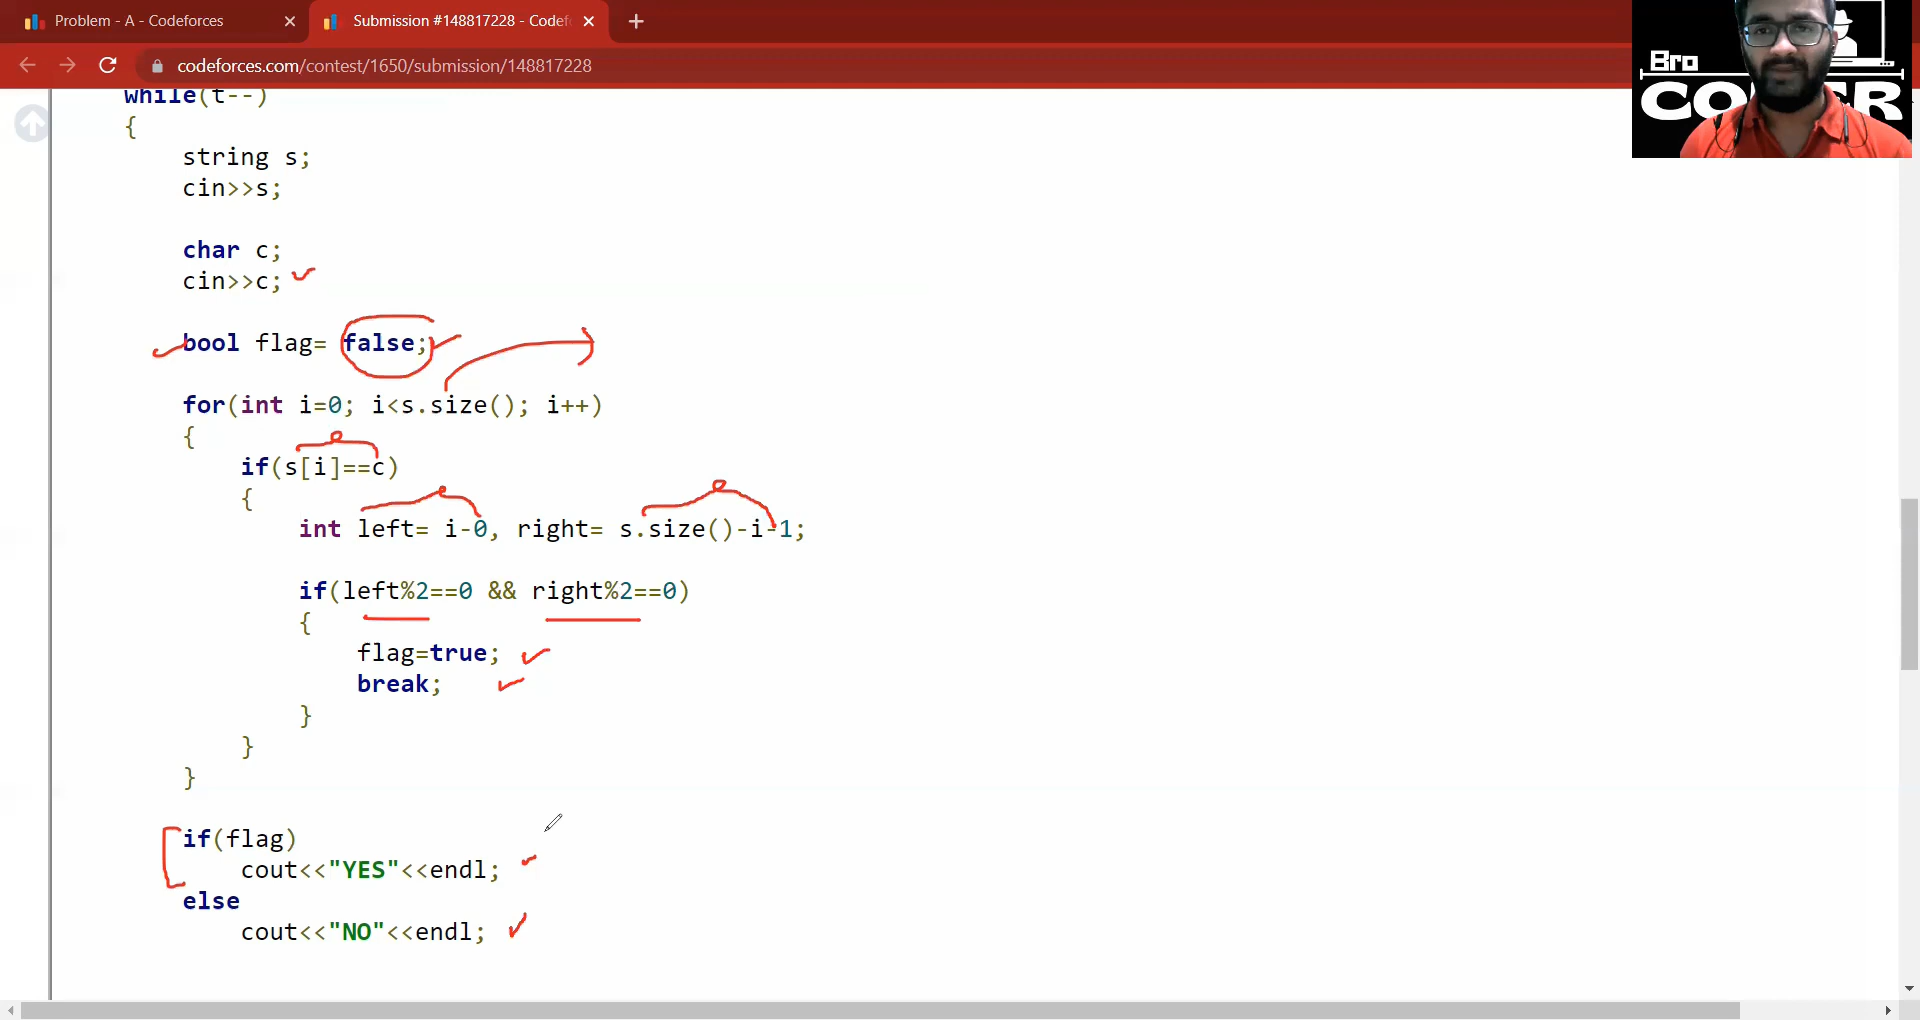 Problem - A - Codeforces
Submission #148817228 - Codef
codeforces.com/contest/1650/submission/148817228
Bro
while(t--)
{
string s;
cin>>s;
char c;
cin>>c;
bool flag= false;
for(int i=0; i<s.size(); i++)
{
if(s[i]==c)
{
int left= i-0, right= s.size()-i-1;
if(left%2==0 && right%2==0)
{
flag=true;
break;
}
}
}
if(flag)
cout<<"YES"<<endl;
else
cout<<"NO"<<endl;